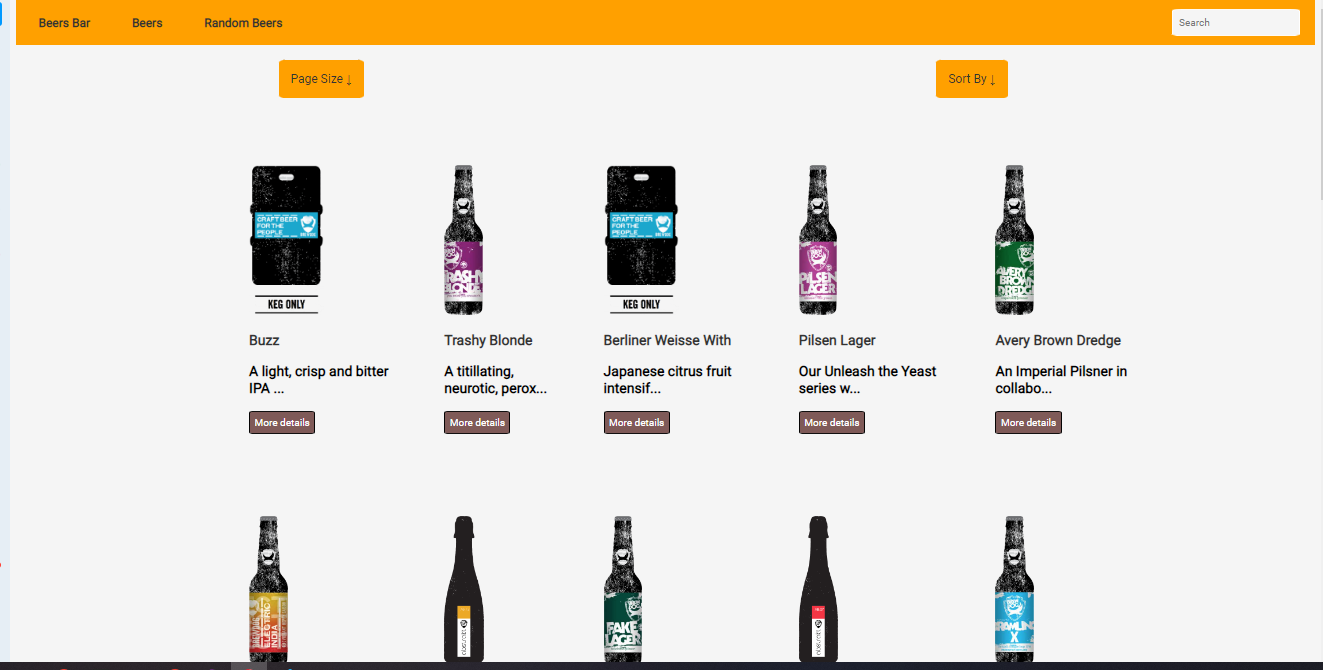 Beers Bar Beers Random Beers Search
Page Size ↓ Sort By ↓
CRAFT BEER
FOR THE
PEOPLE
KEG ONLY
TRASHY
BLONDE
CRAFT BEER
FOR THE
PEOPLE
KEG ONLY
PILSEN
LAGER
AVERY
BROWN
DREDGE
Buzz
A light, crisp and bitter
IPA ...
More details
Trashy Blonde
A titillating,
neurotic, perox...
More details
Berliner Weisse With
Japanese citrus fruit
intensif...
More details
Pilsen Lager
Our Unleash the Yeast
series w...
More details
Avery Brown Dredge
An Imperial Pilsner in
collabo...
More details
ELECTRIC
INDIA
FAKE
LAGER
BRAMLING
X